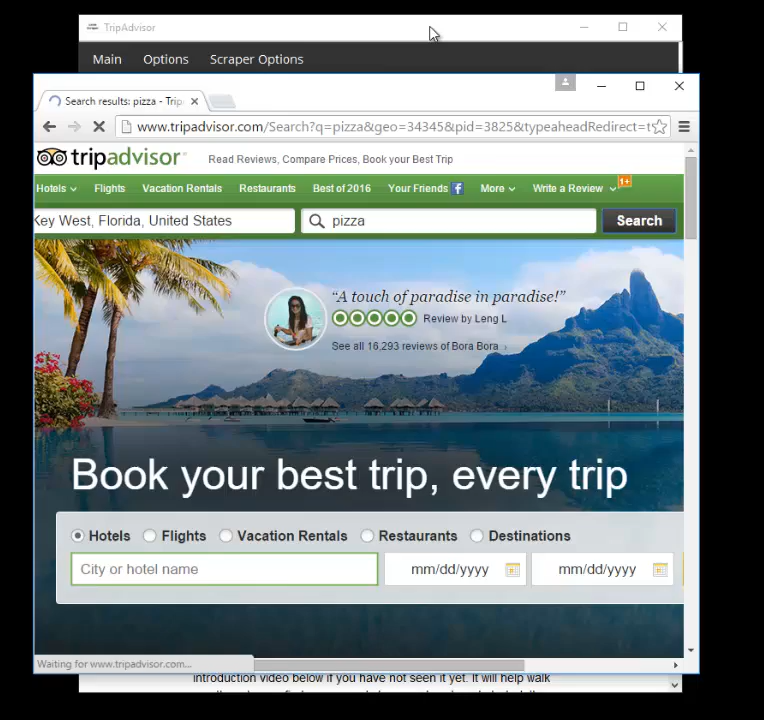 TripAdvisor
Main Options Scraper Options
Search results: pizza - Trip
www.tripadvisor.com/Search?q=pizza&geo=34345&pid=3825&typeaheadRedirect=t
tripadvisor Read Reviews, Compare Prices, Book your Best Trip
Hotels Flights Vacation Rentals Restaurants Best of 2016 Your Friends f More Write a Review 1+
Key West, Florida, United States pizza Search
“A touch of paradise in paradise!”
Review by Leng L
See all 16,293 reviews of Bora Bora
Book your best trip, every trip
Hotels Flights Vacation Rentals Restaurants Destinations
City or hotel name mm/dd/yyyy mm/dd/yyyy
Waiting for www.tripadvisor.com...
introduction video below if you have not seen it yet. It will help walk